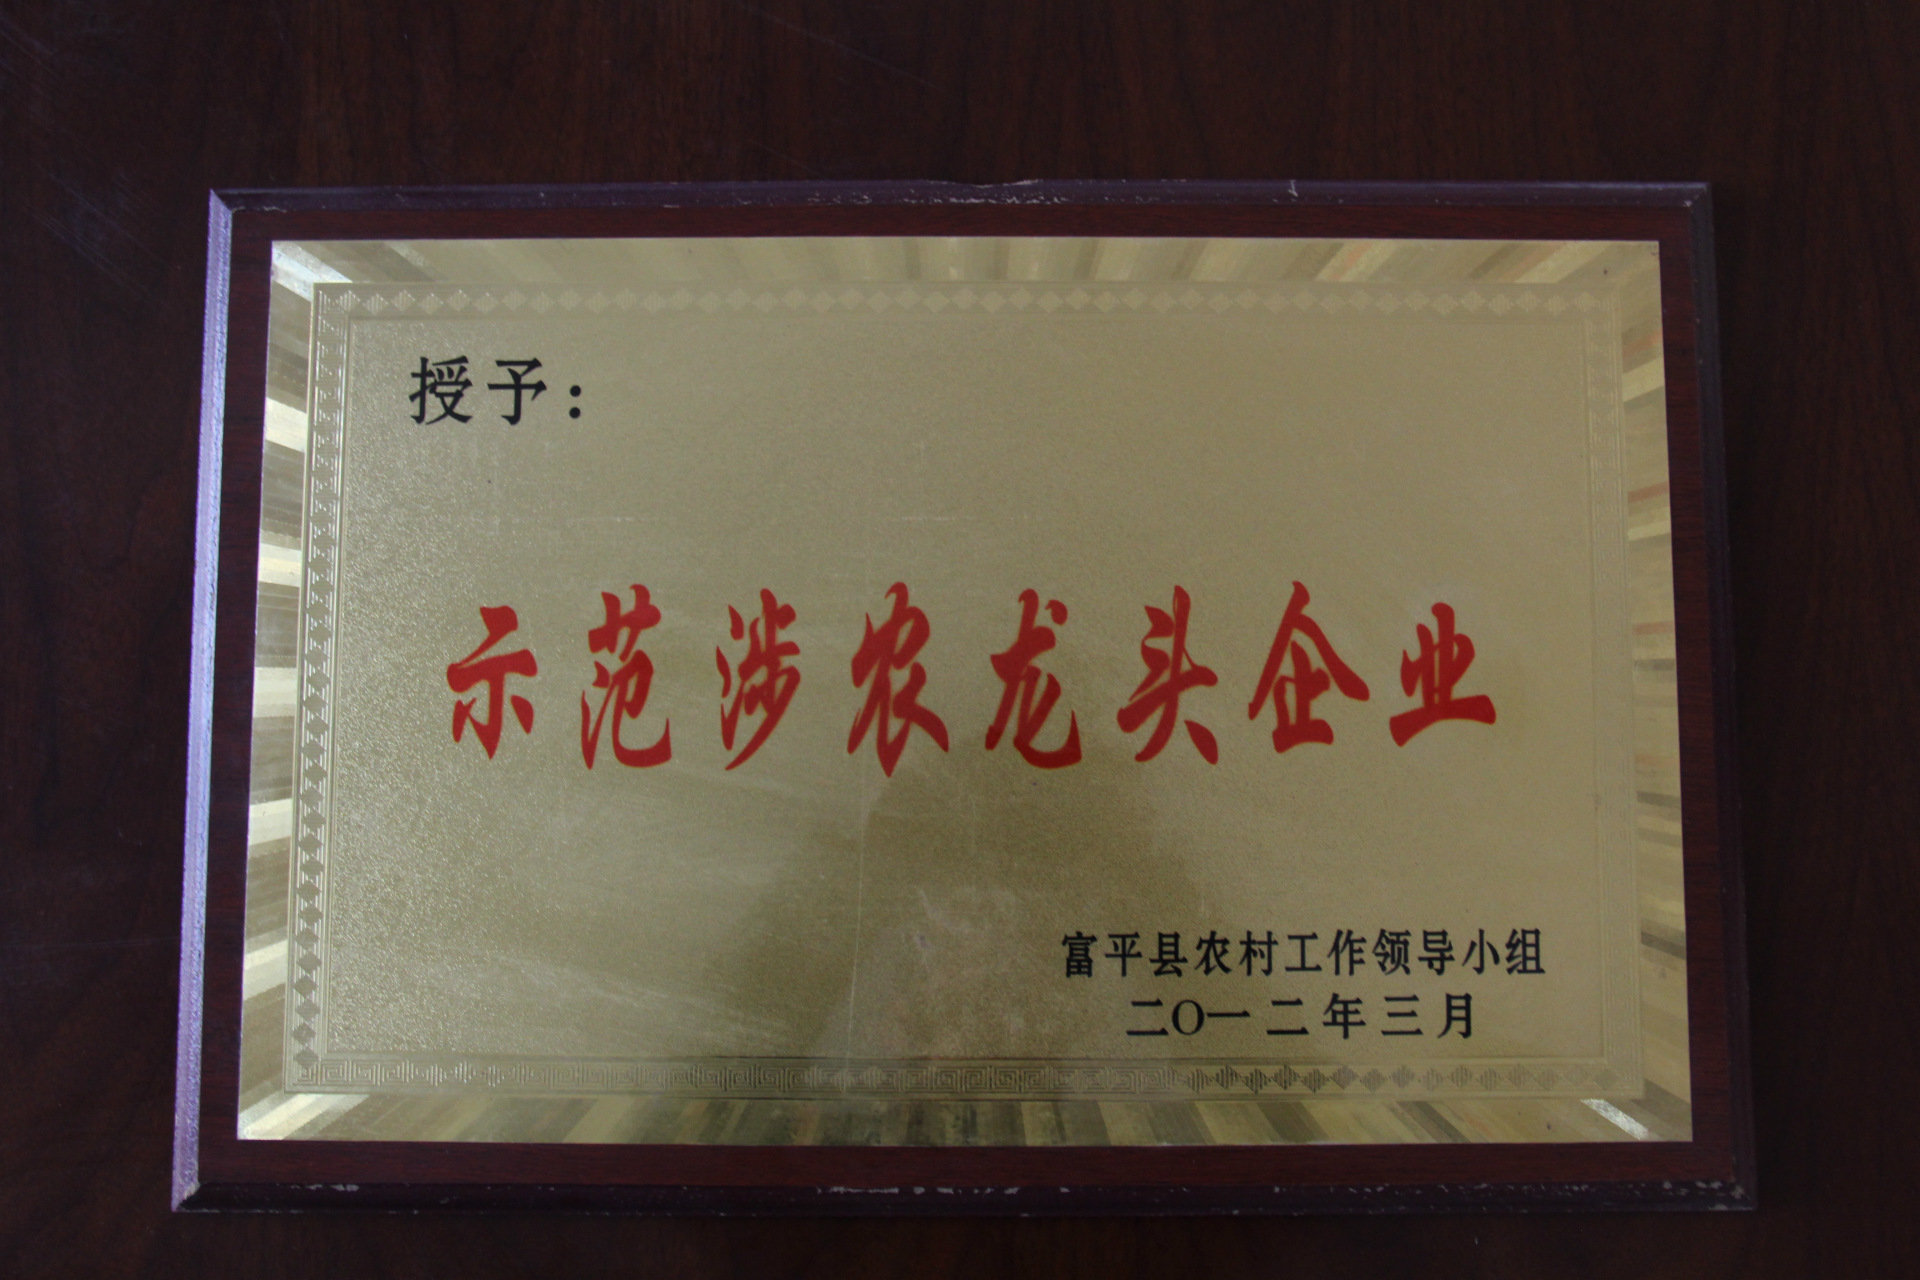 授予：
示范涉农龙头企业
富平县农村工作领导小组
二〇一二年三月